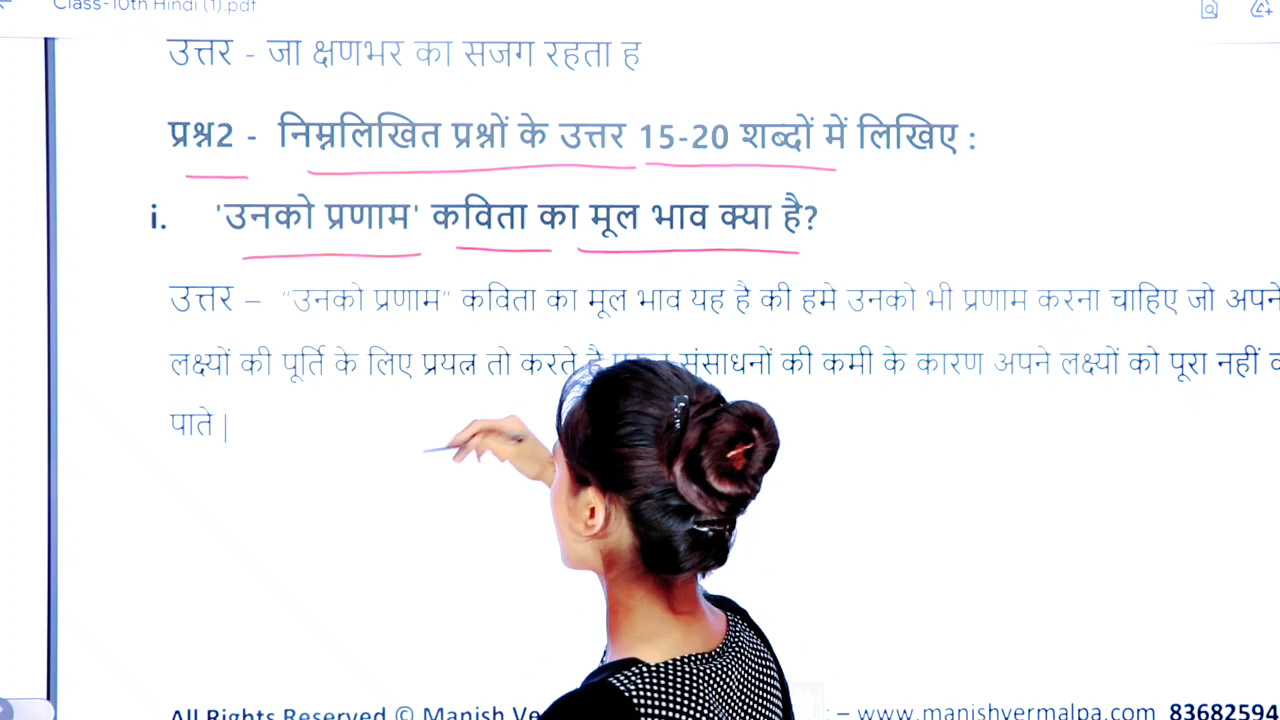 Class-10th Hindi (1).pdf
उत्तर - जा क्षणभर का सजग रहता ह
प्रश्न2 - निम्नलिखित प्रश्नों के उत्तर 15-20 शब्दों में लिखिए :
i. 'उनको प्रणाम' कविता का मूल भाव क्या है?
उत्तर – "उनको प्रणाम" कविता का मूल भाव यह है की हमे उनको भी प्रणाम करना चाहिए जो अपने
लक्ष्यों की पूर्ति के लिए प्रयत्न तो करते है संसाधनों की कमी के कारण अपने लक्ष्यों को पूरा नहीं
पाते |
All Rights Reserved © Manish – www.manishvermalpa.com 83682594